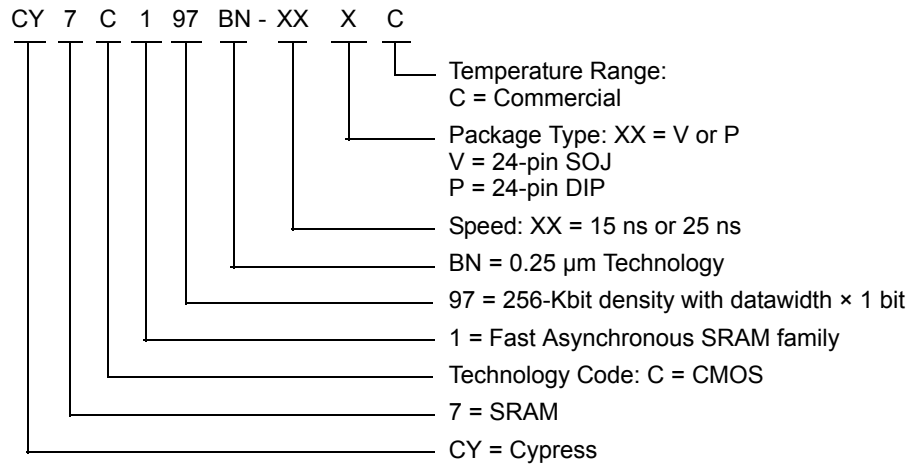 CY 7 C 1 97 BN - XX X C
Temperature Range:
C = Commercial
Package Type: XX = V or P
V = 24-pin SOJ
P = 24-pin DIP
Speed: XX = 15 ns or 25 ns
BN = 0.25 µm Technology
97 = 256-Kbit density with datawidth × 1 bit
1 = Fast Asynchronous SRAM family
Technology Code: C = CMOS
7 = SRAM
CY = Cypress